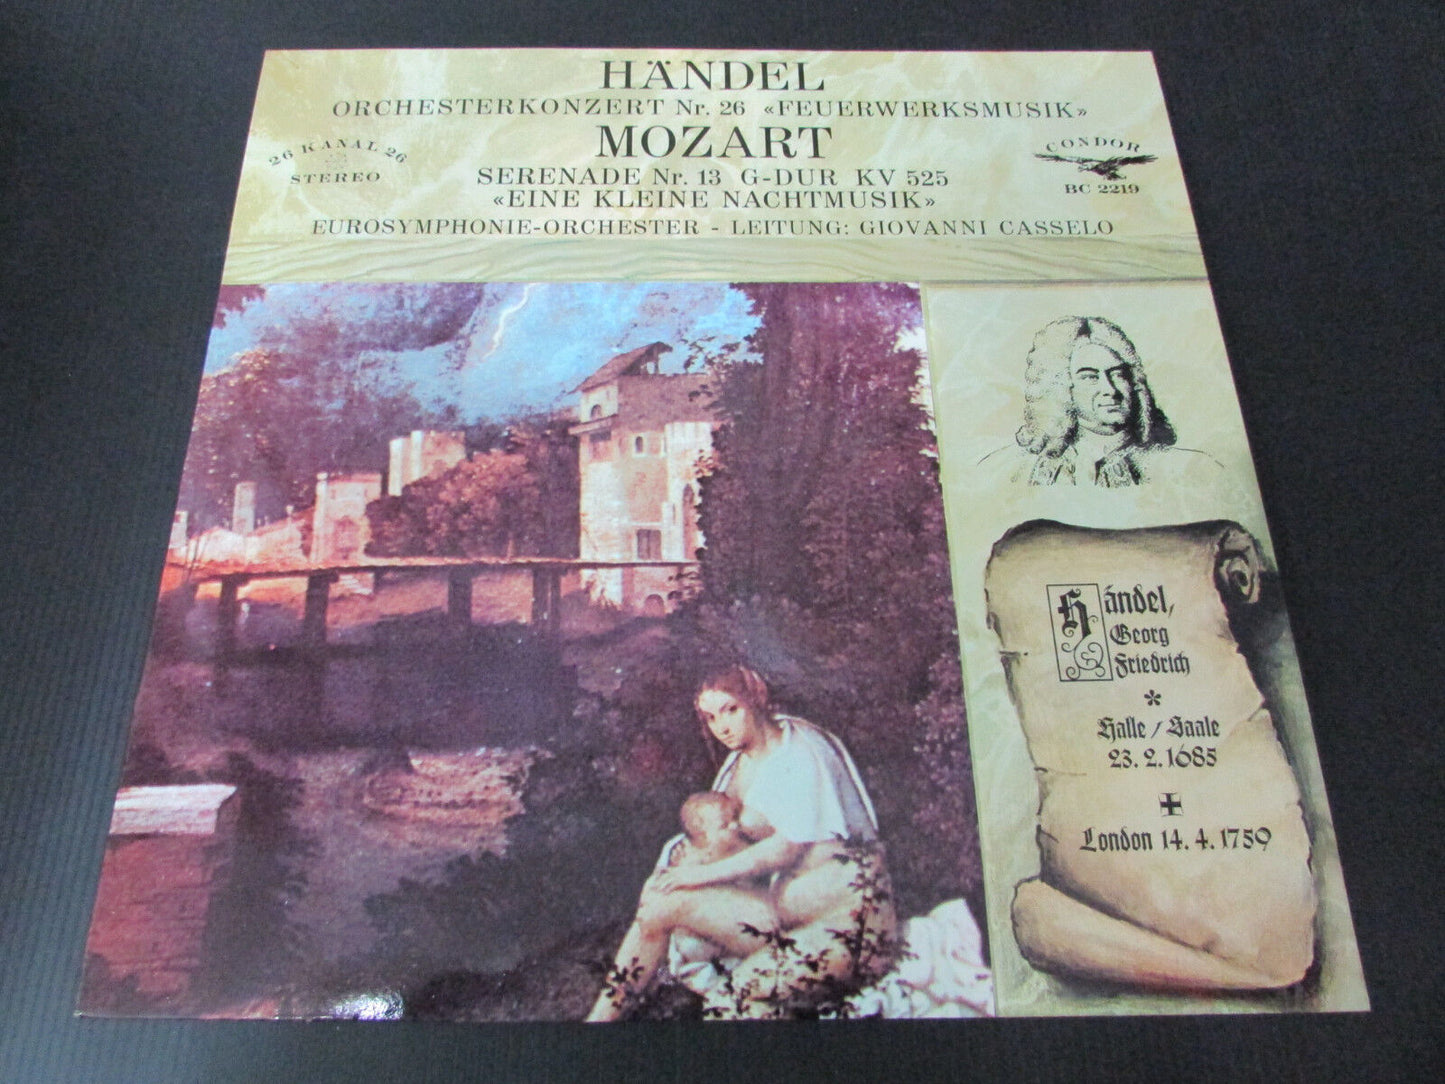 HÄNDEL
ORCHESTERKONZERT Nr. 26 «FEUERWERKSMUSIK»
MOZART
SERENADE Nr. 13 G-DUR KV 525
«EINE KLEINE NACHTMUSIK»
EUROSYMPHONIE-ORCHESTER - LEITUNG: GIOVANNI CASSELO
26 KANAL 26
STEREO
CONDOR
BC 2219
Händel,
Georg
Friedrich
*
Halle / Saale
23. 2. 1685
London 14. 4. 1759